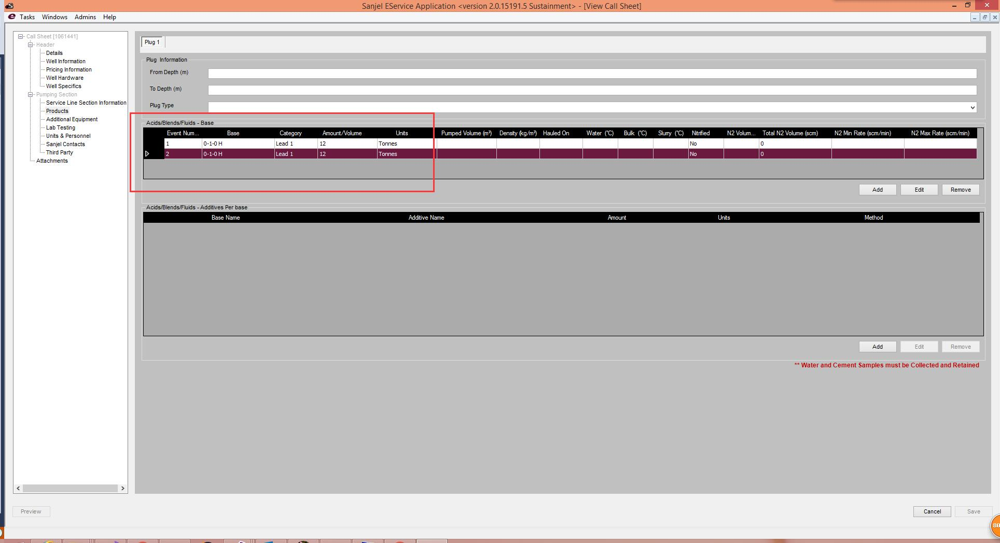 Sanjel EService Application <version 2.0.15191.5 Sustainment> - [View Call Sheet]
Tasks Windows Admins Help
Call Sheet [1061441]
Header
Details
Well Information
Pricing Information
Well Hardware
Well Specifics
Pumping Section
Service Line Section Information
Products
Additional Equipment
Lab Testing
Units & Personnel
Sanjel Contacts
Third Party
Attachments
Plug 1
Plug Information
From Depth (m)
To Depth (m)
Plug Type
Acids/Blends/Fluids - Base
Event Num... Base Category Amount/Volume Units Pumped Volume (m³) Density (kg/m³) Hauled On Water (°C) Bulk (°C) Slurry (°C) Nitrified N2 Volum... Total N2 Volume (scm) N2 Min Rate (scm/min) N2 Max Rate (scm/min)
1 0-1-0 H Lead 1 12 Tonnes No 0
2 0-1-0 H Lead 1 12 Tonnes No 0
Add Edit Remove
Acids/Blends/Fluids - Additives Per base
Base Name Additive Name Amount Units Method
Add Edit Remove
** Water and Cement Samples must be Collected and Retained
Preview Cancel Save
80